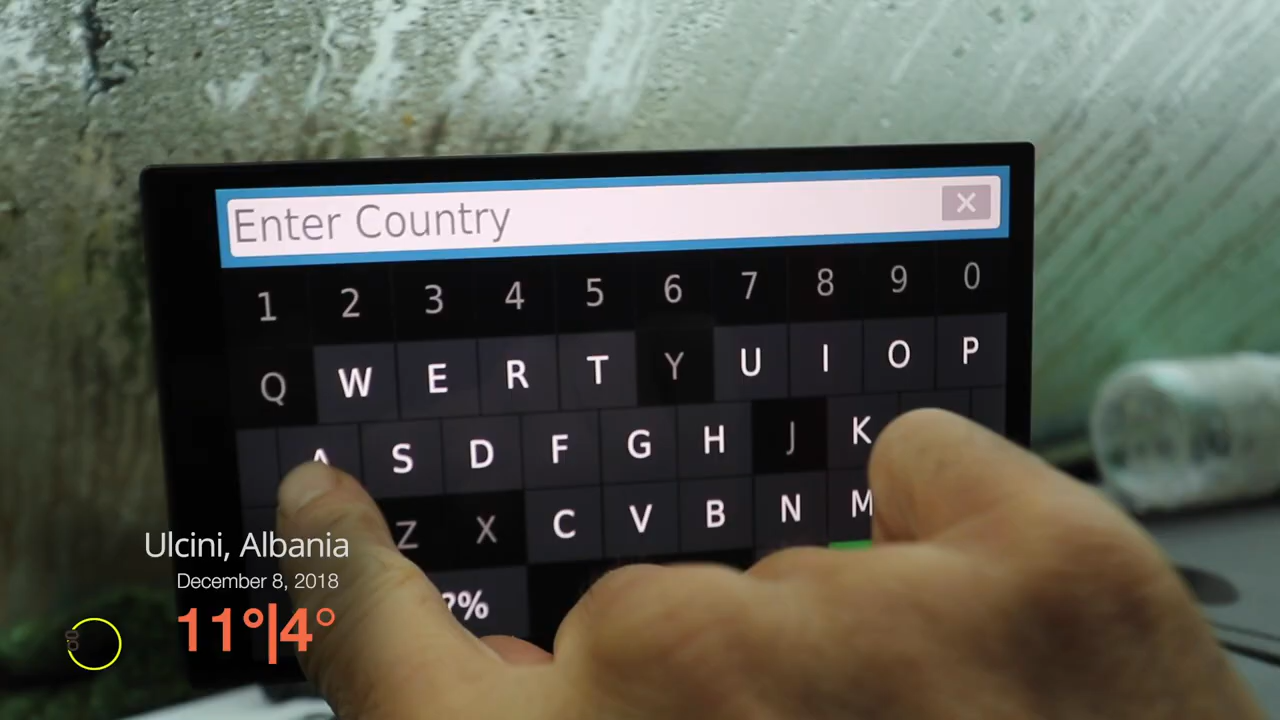 Enter Country
1 2 3 4 5 6 7 8 9 0
Q W E R T Y U I O P
A S D F G H J K
Z X C V B N M
?%
Ulcini, Albania
December 8, 2018
11°|4°